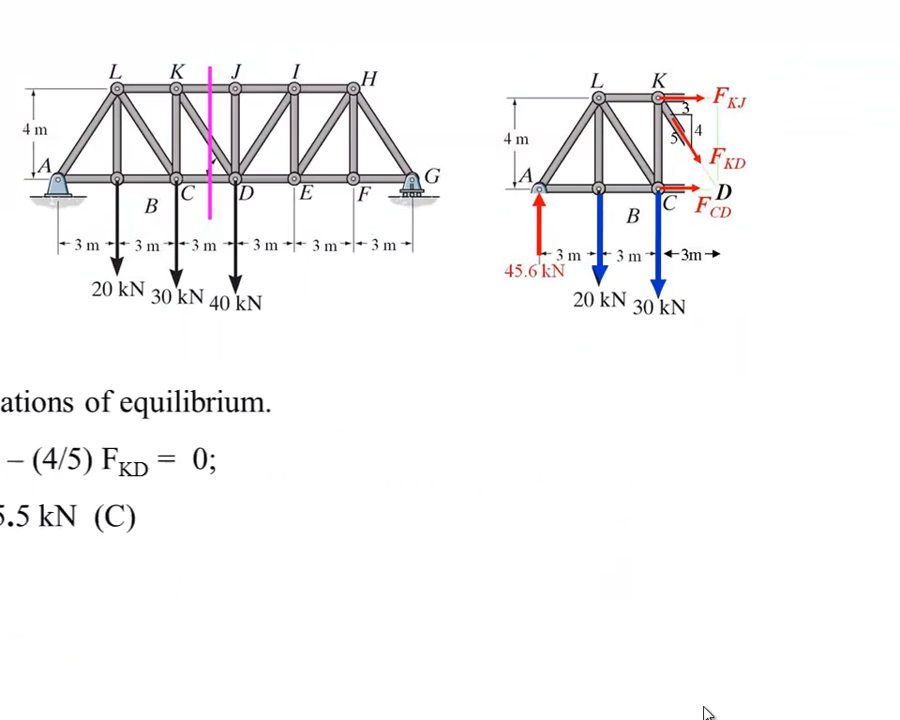 L K J I H
4 m
A G
B C D E F
3 m 3 m 3 m 3 m 3 m 3 m
20 kN 30 kN 40 kN
L K F_KJ
3
4 m 5 4
F_KD
A D
B C F_CD
3 m 3 m 3m
45.6 kN
20 kN 30 kN
ations of equilibrium.
– (4/5) F_KD = 0;
5.5 kN (C)